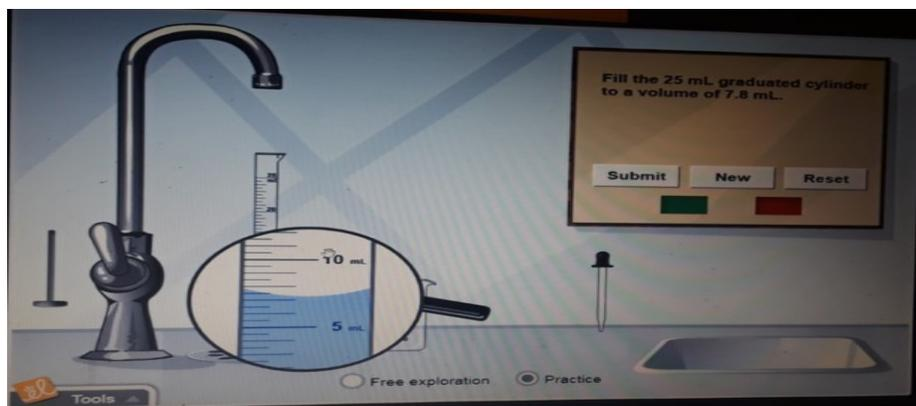 Fill the 25 mL graduated cylinder
to a volume of 7.8 mL.
Submit New Reset
10 mL
5 mL
Free exploration Practice
Tools